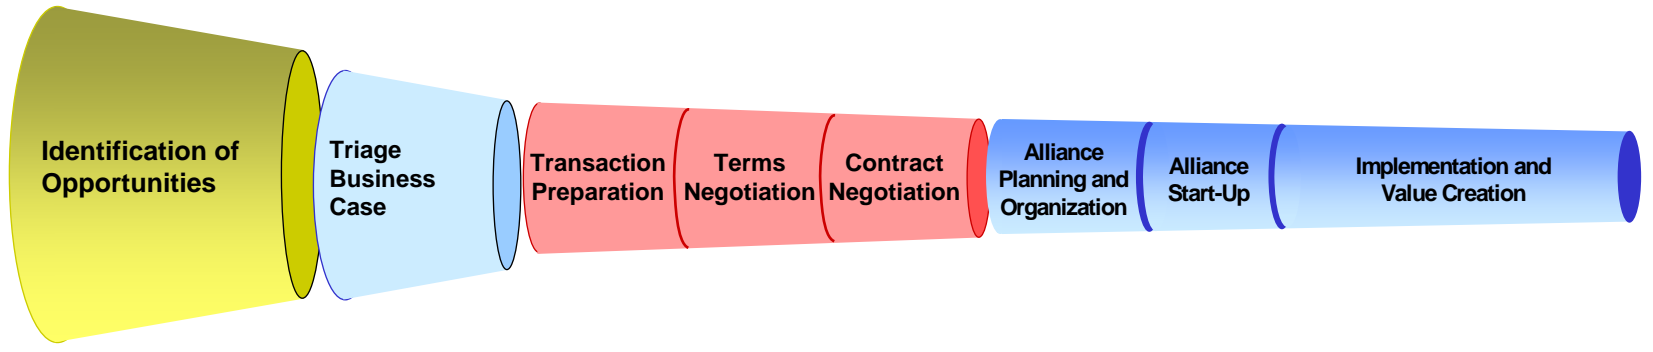 Identification of
Opportunities
Triage
Business
Case
Transaction
Preparation
Terms
Negotiation
Contract
Negotiation
Alliance
Planning and
Organization
Alliance
Start-Up
Implementation and
Value Creation